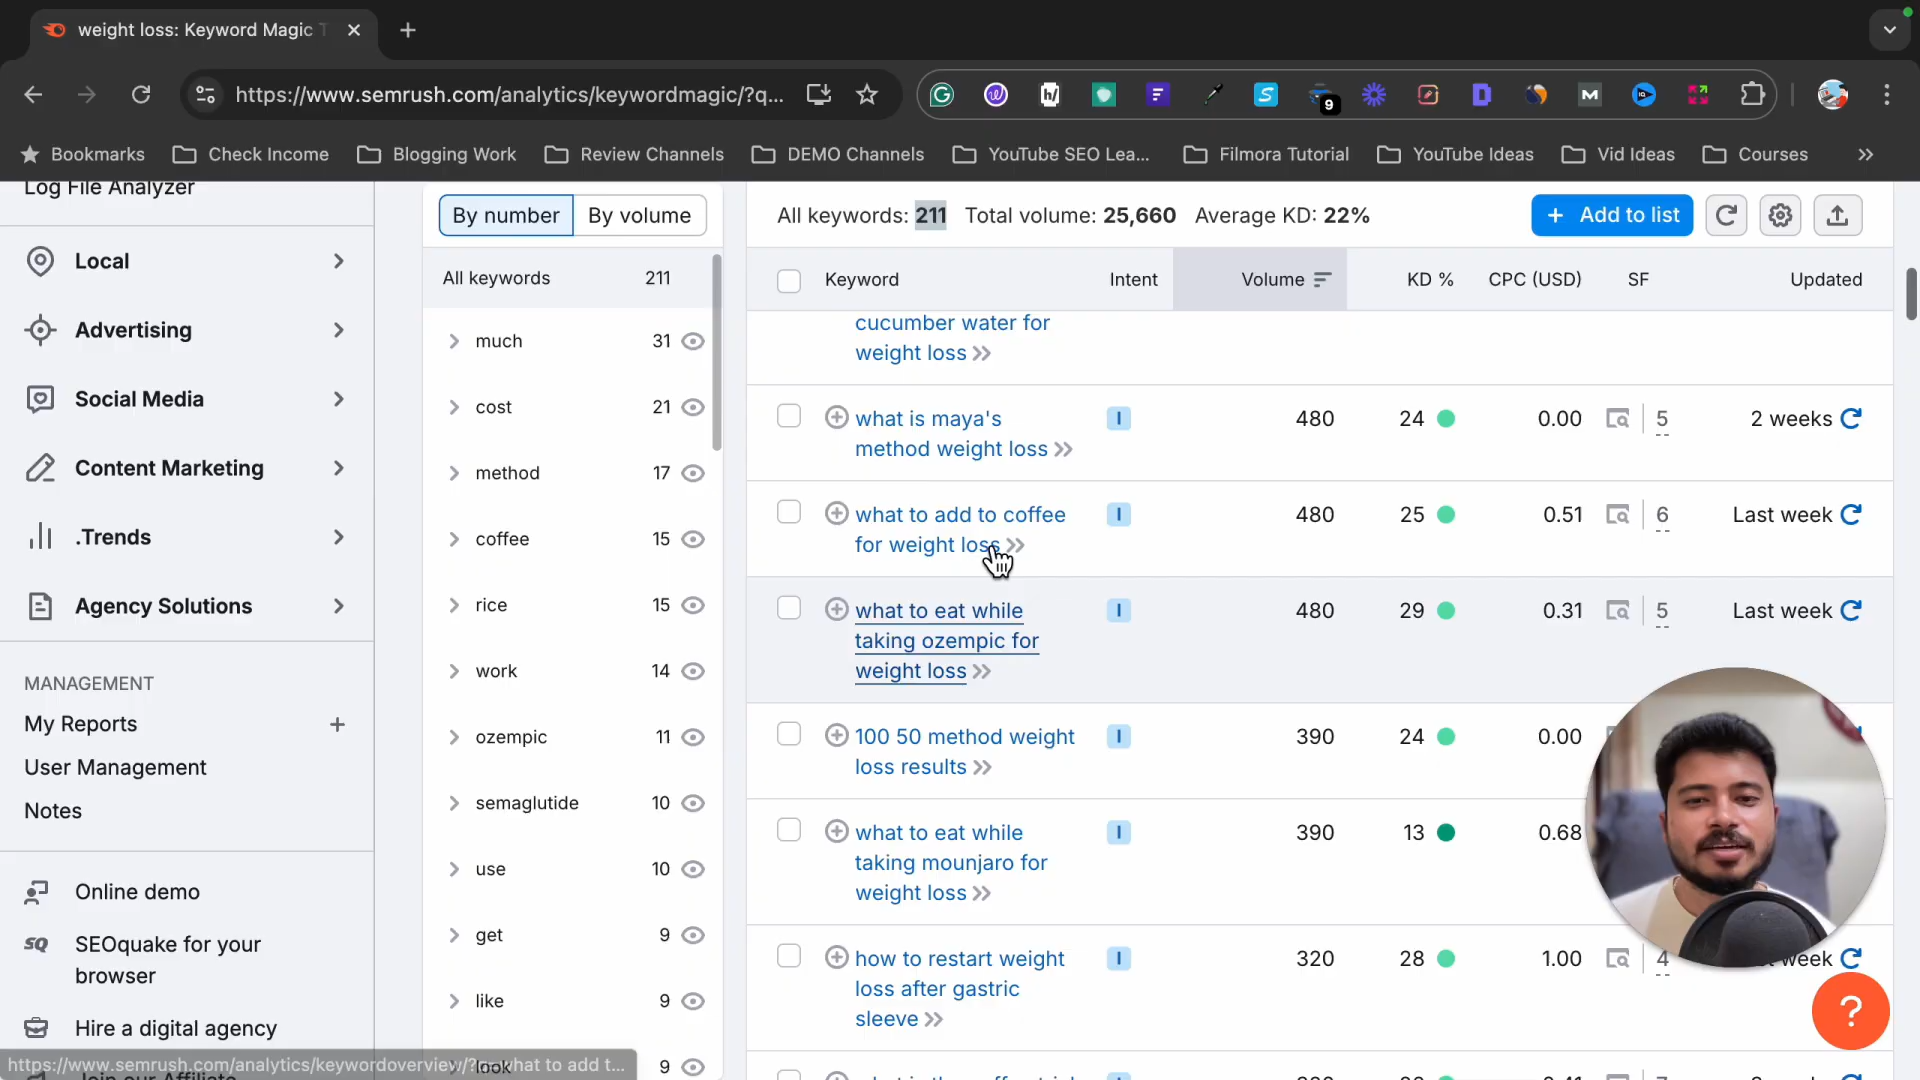 weight loss: Keyword Magic T
https://www.semrush.com/analytics/keywordmagic/?q...
9
Bookmarks
Check Income
Blogging Work
Review Channels
DEMO Channels
YouTube SEO Lea...
Filmora Tutorial
YouTube Ideas
Vid Ideas
Courses
Log File Analyzer
Local
Advertising
Social Media
Content Marketing
.Trends
Agency Solutions
MANAGEMENT
My Reports
User Management
Notes
Online demo
SEOquake for your
browser
Hire a digital agency
https://www.semrush.com/analytics/keywordoverview/?q=what to add t...
By number By volume
All keywords 211
much 31
cost 21
method 17
coffee 15
rice 15
work 14
ozempic 11
semaglutide 10
use 10
get 9
like 9
look 9
All keywords: 211 Total volume: 25,660 Average KD: 22%
+ Add to list
Keyword Intent Volume KD % CPC (USD) SF Updated
cucumber water for
weight loss
what is maya's I 480 24 0.00 5 2 weeks
method weight loss
what to add to coffee I 480 25 0.51 6 Last week
for weight loss
what to eat while I 480 29 0.31 5 Last week
taking ozempic for
weight loss
100 50 method weight I 390 24 0.00
loss results
what to eat while I 390 13 0.68
taking mounjaro for
weight loss
how to restart weight I 320 28 1.00 4 week
loss after gastric
sleeve
?